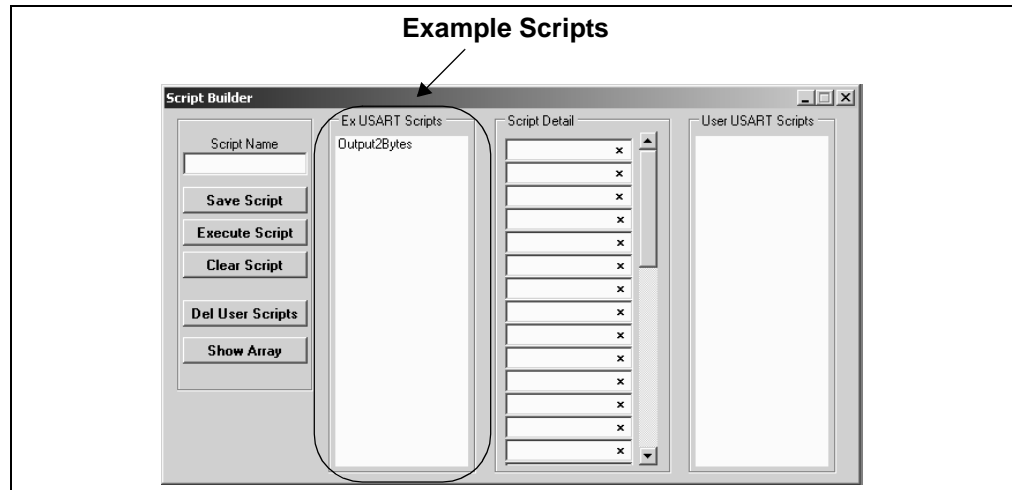 Example Scripts
Script Builder
Script Name
Save Script
Execute Script
Clear Script
Del User Scripts
Show Array
Ex USART Scripts
Output2Bytes
Script Detail
x
x
x
x
x
x
x
x
x
x
x
x
x
x
User USART Scripts